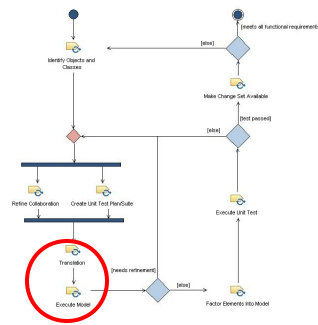 [meets all functional requirement
[else]
Identify Objects and
Classes
Make Change Set Available
[test passed]
[else]
Refine Collaboration
Create Unit Test Plan/Suite
Execute Unit Test
Translation
[needs refinement]
[else]
Execute Model
Factor Elements Into Model